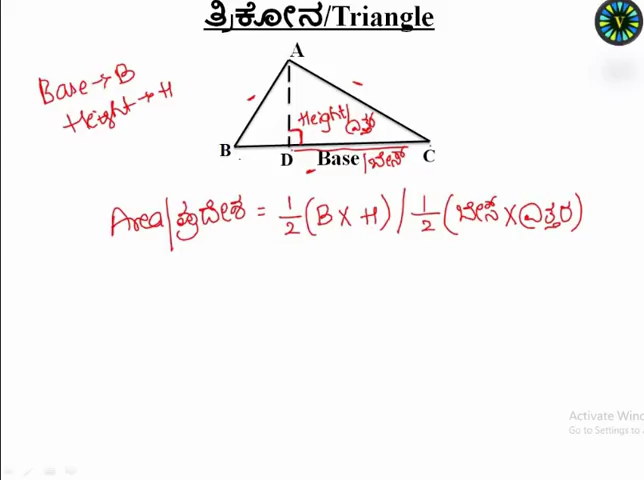 ತ್ರಿಕೋನ/Triangle
A
Base → B
Height → H
Height/ಎತ್ತರ
B
D
Base/ಬೇಸ್
C
Area/ಪ್ರದೇಶ = 1/2 (B × H) / 1/2 (ಬೇಸ್ × ಎತ್ತರ)
Activate Wind
Go to Settings to A